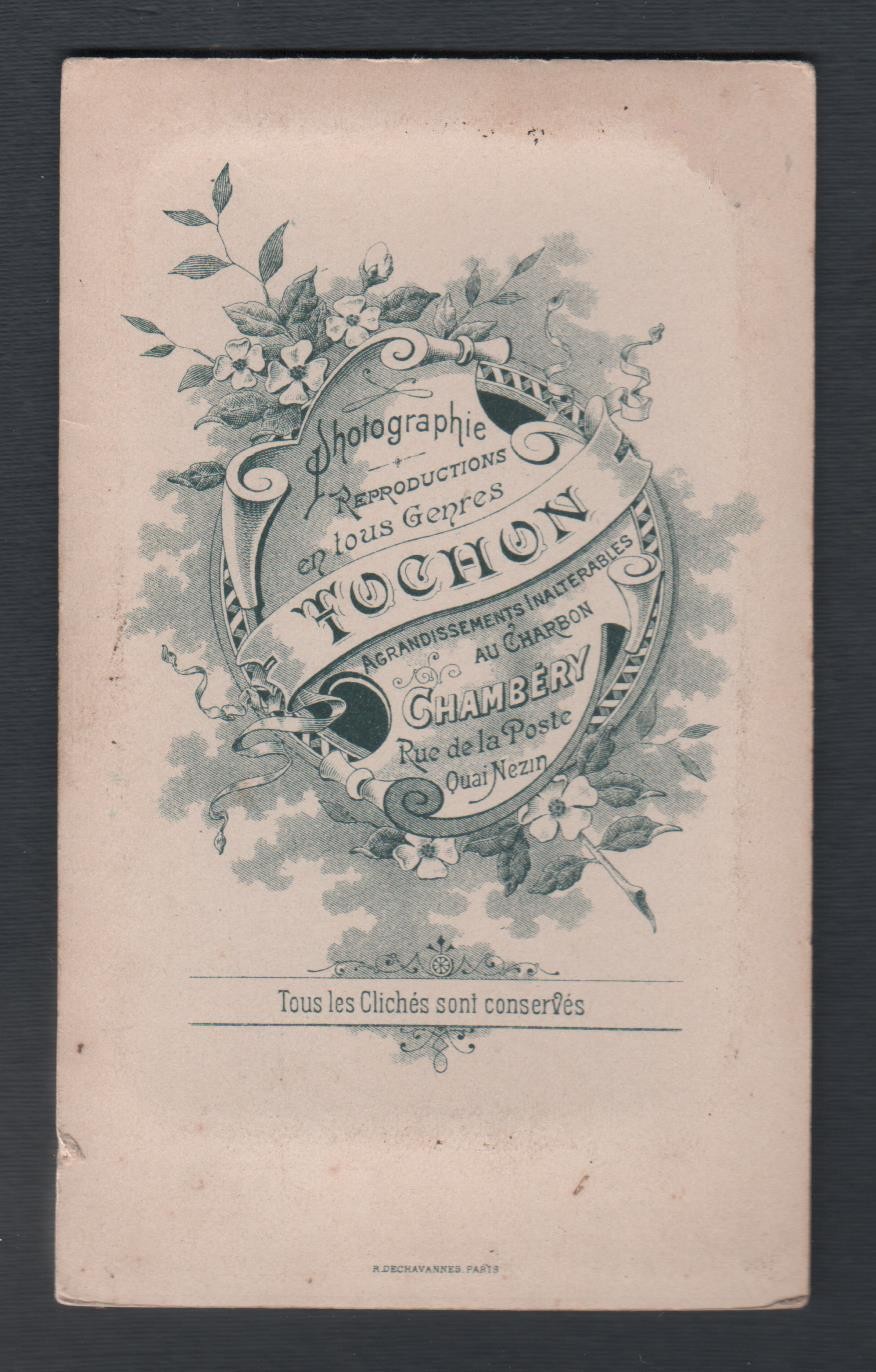 Photographie
REPRODUCTIONS
en tous Genres
TOCHON
AGRANDISSEMENTS INALTÉRABLES
AU CHARBON
CHAMBÉRY
Rue de la Poste
Quai Nezin
Tous les Clichés sont conservés
R. DECHAVANNES. PARIS